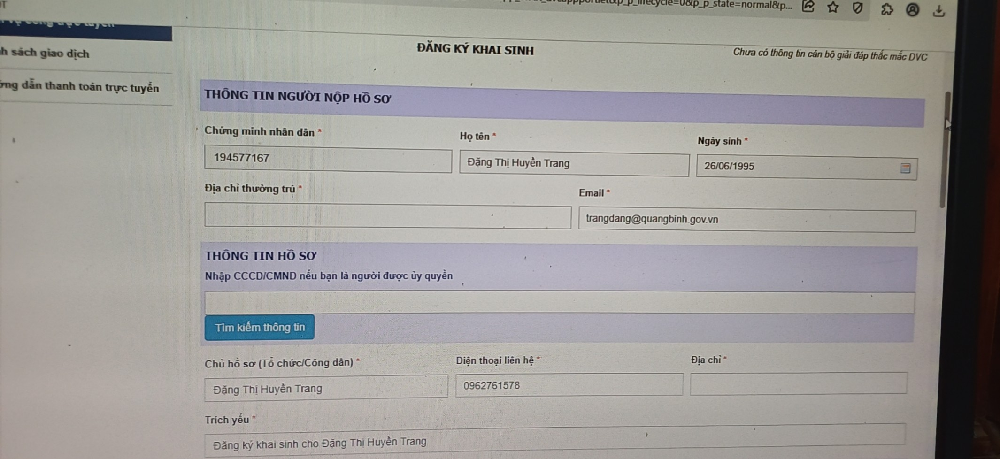 p_p_lifecycle=0&p_p_state=normal&p...
h sách giao dịch
ĐĂNG KÝ KHAI SINH
Chưa có thông tin cán bộ giải đáp thắc mắc DVC
ớng dẫn thanh toán trực tuyến
THÔNG TIN NGƯỜI NỘP HỒ SƠ
Chứng minh nhân dân *
Họ tên *
Ngày sinh *
194577167
Đặng Thị Huyền Trang
26/06/1995
Địa chỉ thường trú *
Email *
trangdang@quangbinh.gov.vn
THÔNG TIN HỒ SƠ
Nhập CCCD/CMND nếu bạn là người được ủy quyền
Tìm kiếm thông tin
Chủ hồ sơ (Tổ chức/Công dân) *
Điện thoại liên hệ *
Địa chỉ *
Đặng Thị Huyền Trang
0962761578
Trích yếu *
Đăng ký khai sinh cho Đặng Thị Huyền Trang